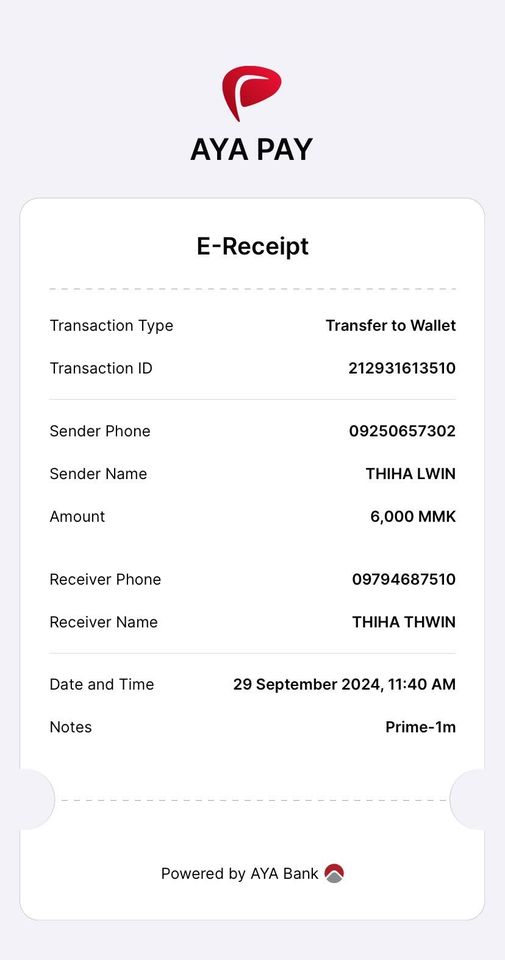 AYA PAY
E-Receipt
Transaction Type Transfer to Wallet
Transaction ID 212931613510
Sender Phone 09250657302
Sender Name THIHA LWIN
Amount 6,000 MMK
Receiver Phone 09794687510
Receiver Name THIHA THWIN
Date and Time 29 September 2024, 11:40 AM
Notes Prime-1m
Powered by AYA Bank